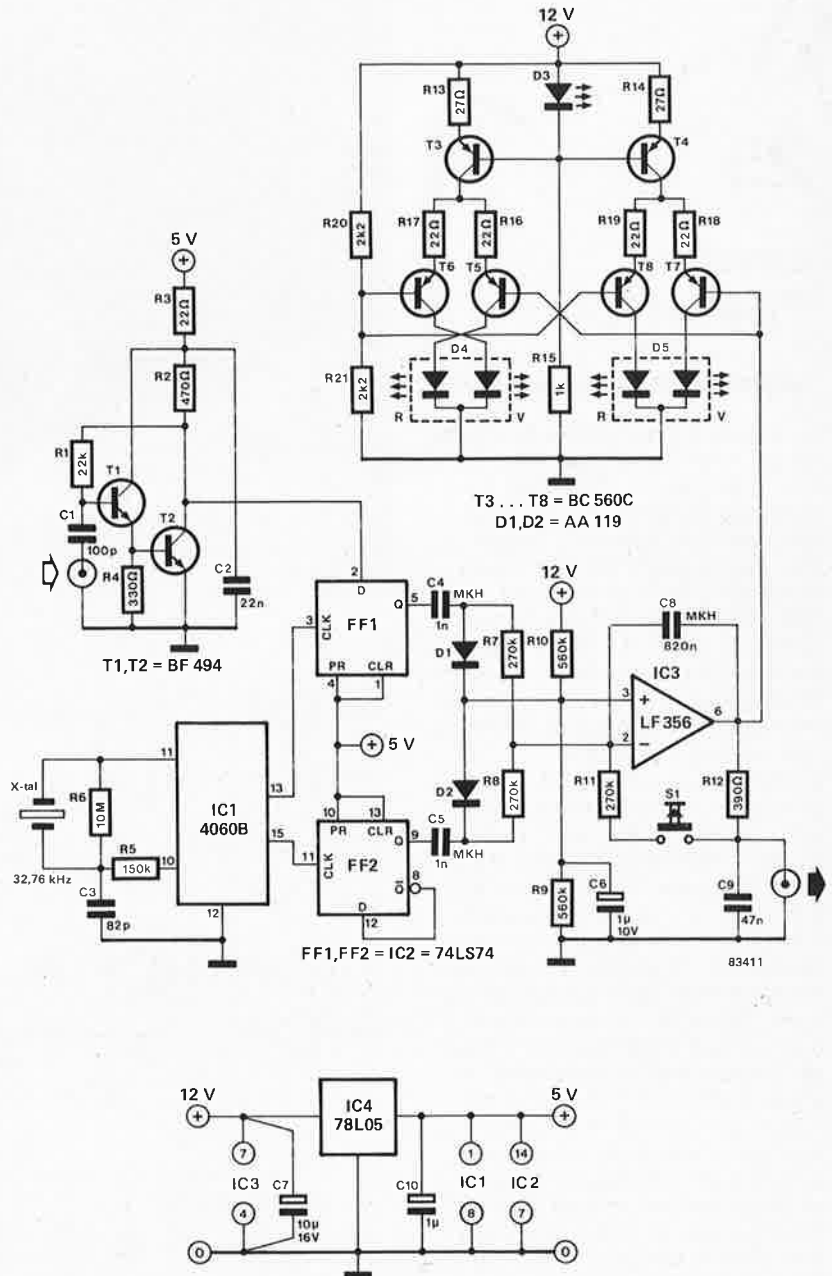 12 V
+
D3
R13
27Ω
R14
27Ω
T3
T4
R20
2k2
R17
22Ω
R16
22Ω
R19
22Ω
R18
22Ω
T6
T5
T8
T7
5 V
+
R3
22Ω
R2
470Ω
R21
2k2
D4
R15
1k
D5
R V
R V
R1
22k
T1
T2
C1
100p
R4
330Ω
C2
22n
T1,T2 = BF 494
T3 . . . T8 = BC 560C
D1,D2 = AA 119
2
D
Q
5
3
CLK
FF1
PR
CLR
4
1
C4
MKH
1n
D1
R7
270k
12 V
+
R10
560k
C8
MKH
820n
IC3
LF 356
3
+
2
−
6
+
5 V
X-tal
32,76 kHz
R6
10M
R5
150k
C3
82p
11
10
12
13
15
IC1
4060B
10
13
PR
CLR
11
CLK
FF2
Q
9
Q
8
D
12
C5
MKH
1n
D2
R8
270k
R11
270k
S1
R12
390Ω
R9
560k
C6
1µ
10V
C9
47n
FF1,FF2 = IC2 = 74LS74
83411
12 V
+
IC4
78L05
5 V
+
7
IC3
4
C7
10µ
16V
C10
1µ
1
IC1
8
14
IC2
7
0
0